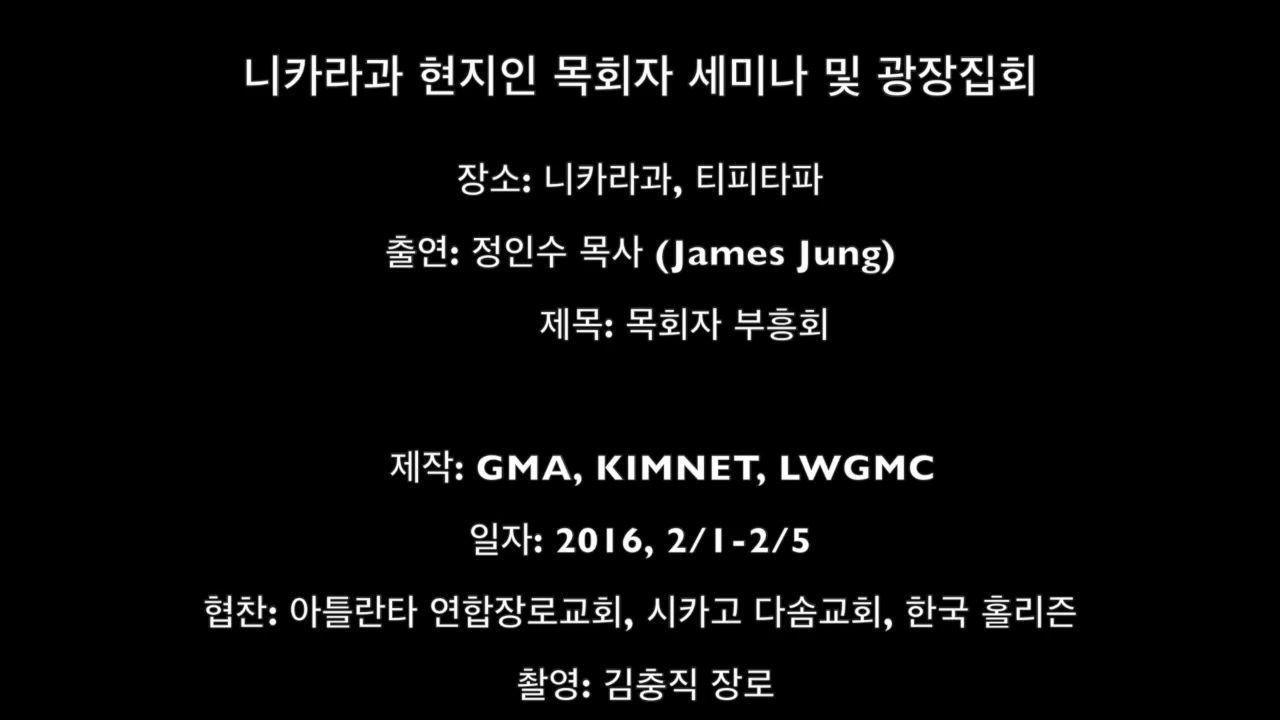 니카라과 현지인 목회자 세미나 및 광장집회
장소: 니카라과, 티피타파
출연: 정인수 목사 (James Jung)
제목: 목회자 부흥회
제작: GMA, KIMNET, LWGMC
일자: 2016, 2/1-2/5
협찬: 아틀란타 연합장로교회, 시카고 다솜교회, 한국 홀리즌
촬영: 김충직 장로